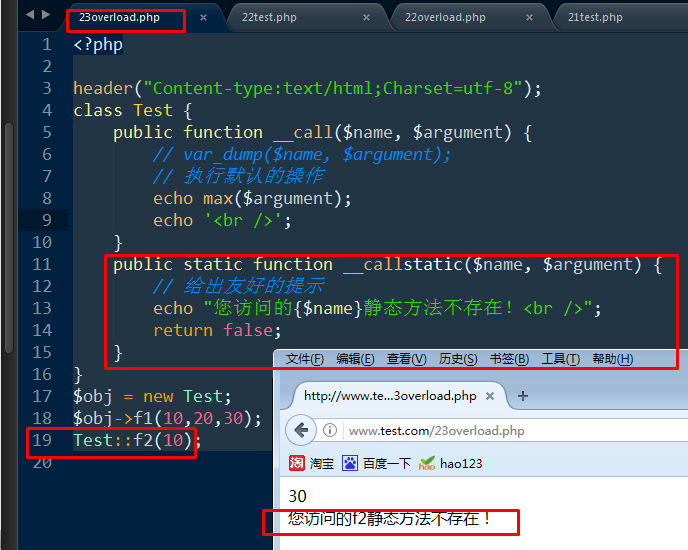 23overload.php
22test.php
22overload.php
21test.php
1 <?php
2
3 header("Content-type:text/html;Charset=utf-8");
4 class Test {
5 public function __call($name, $argument) {
6 // var_dump($name, $argument);
7 // 执行默认的操作
8 echo max($argument);
9 echo '<br />';
10 }
11 public static function __callstatic($name, $argument) {
12 // 给出友好的提示
13 echo "您访问的{$name}静态方法不存在！<br />";
14 return false;
15 }
16 }
17 $obj = new Test;
18 $obj->f1(10,20,30);
19 Test::f2(10);
20
文件(F) 编辑(E) 查看(V) 历史(S) 书签(B) 工具(T) 帮助(H)
http://www.te...3overload.php
www.test.com/23overload.php
淘宝 百度一下 hao123
30
您访问的f2静态方法不存在！